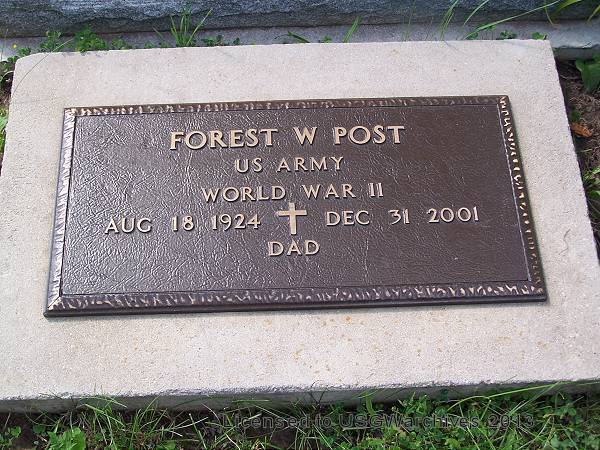 FOREST W POST
US ARMY
WORLD WAR II
AUG 18 1924 DEC 31 2001
DAD
Licensed to USGWarchives 2013